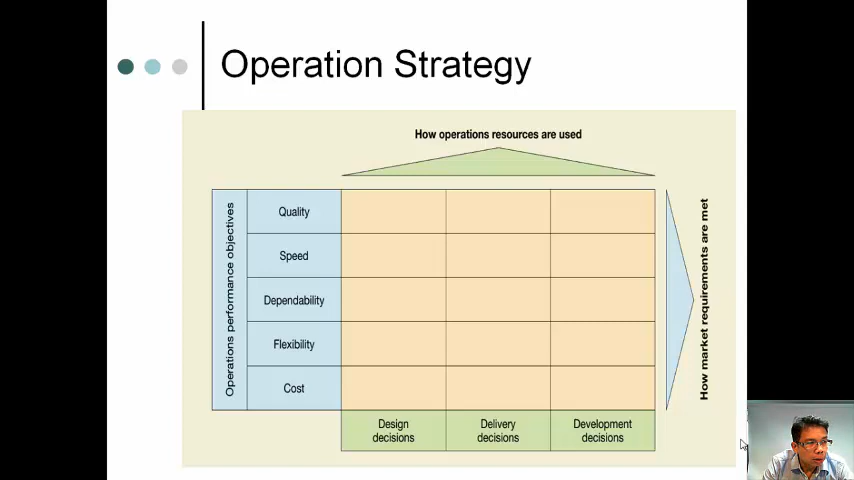 Operation Strategy
How operations resources are used
Operations performance objectives
Quality
Speed
Dependability
Flexibility
Cost
How market requirements are met
Design
decisions
Delivery
decisions
Development
decisions